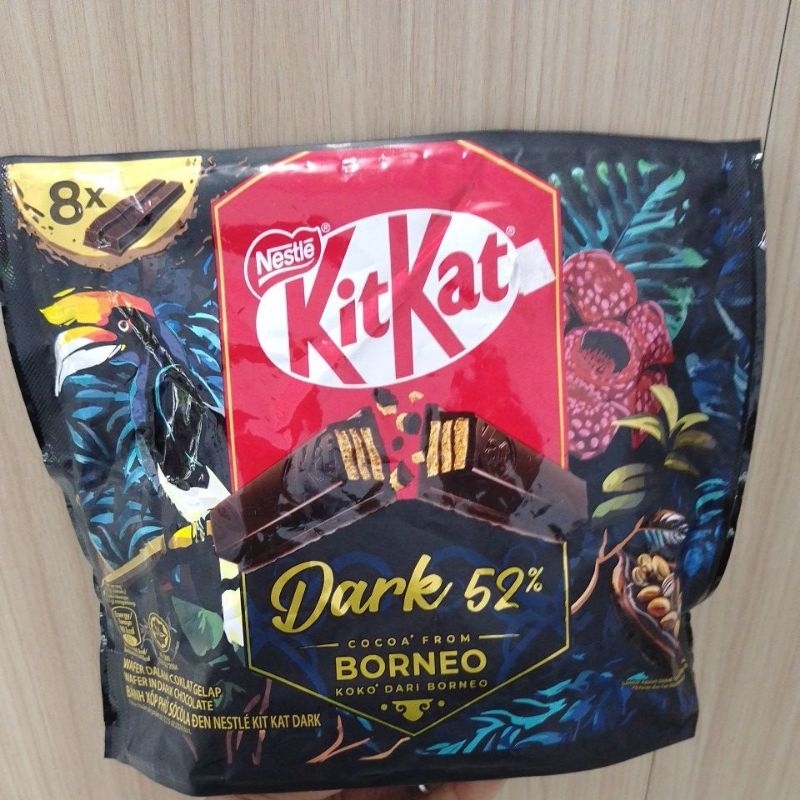 8x
Nestlé®
KitKat®
Dark 52%
COCOA* FROM
BORNEO
KOKO* DARI BORNEO
WAFER DALAM COKLAT GELAP
WAFER IN DARK CHOCOLATE
BÁNH XỐP PHỦ SÔCÔLA ĐEN NESTLÉ KIT KAT DARK